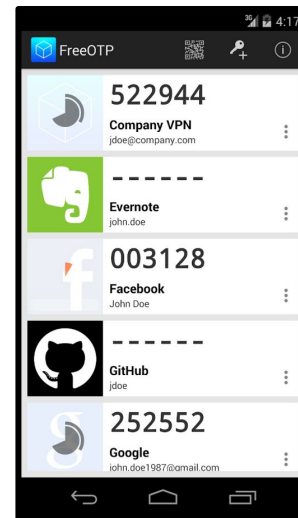 3G 4:17
FreeOTP
522944
Company VPN
jdoe@company.com
------
Evernote
john.doe
003128
Facebook
John Doe
------
GitHub
jdoe
252552
Google
john.doe1987@gmail.com